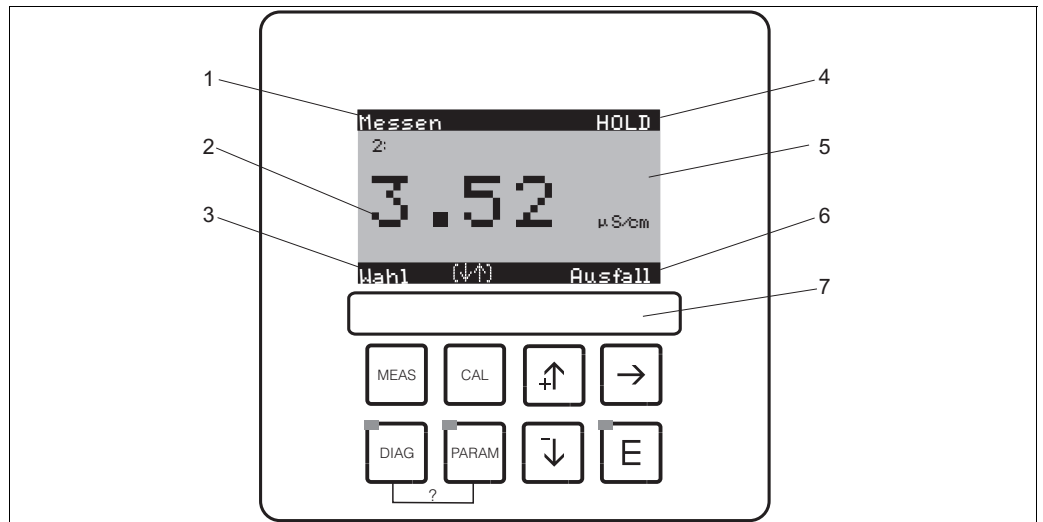 1
4
Messen HOLD
2:
5
2
3.52 µS/cm
3
6
Wahl (↓↑) Ausfall
7
MEAS CAL +↑ →
DIAG PARAM -↓ E
?